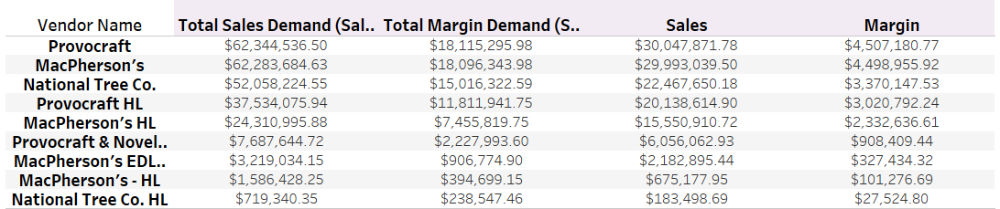 Vendor Name Total Sales Demand (Sal.. Total Margin Demand (S.. Sales Margin
Provocraft $62,344,536.50 $18,115,295.98 $30,047,871.78 $4,507,180.77
MacPherson's $62,283,684.63 $18,096,343.98 $29,993,039.50 $4,498,955.92
National Tree Co. $52,058,224.55 $15,016,322.59 $22,467,650.18 $3,370,147.53
Provocraft HL $37,534,075.94 $11,811,941.75 $20,138,614.90 $3,020,792.24
MacPherson's HL $24,310,995.88 $7,455,819.75 $15,550,910.72 $2,332,636.61
Provocraft & Novel.. $7,687,644.72 $2,227,993.60 $6,056,062.93 $908,409.44
MacPherson's EDL.. $3,219,034.15 $906,774.90 $2,182,895.44 $327,434.32
MacPherson's - HL $1,586,428.25 $394,699.15 $675,177.95 $101,276.69
National Tree Co. HL $719,340.35 $238,547.46 $183,498.69 $27,524.80